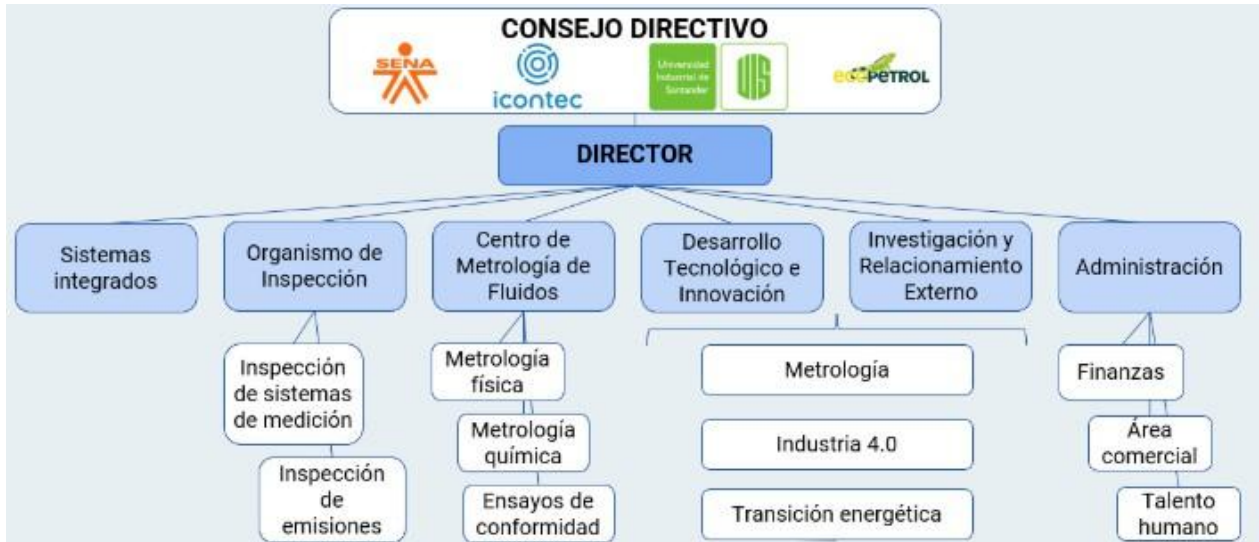 CONSEJO DIRECTIVO
SENA
icontec
Universidad
Industrial de
Santander
UIS
ecoPETROL
DIRECTOR
Sistemas
integrados
Organismo de
Inspección
Centro de
Metrología de
Fluidos
Desarrollo
Tecnológico e
Innovación
Investigación y
Relacionamiento
Externo
Administración
Inspección
de sistemas
de medición
Inspección
de
emisiones
Metrología
física
Metrología
química
Ensayos de
conformidad
Metrología
Industria 4.0
Transición energética
Finanzas
Área
comercial
Talento
humano